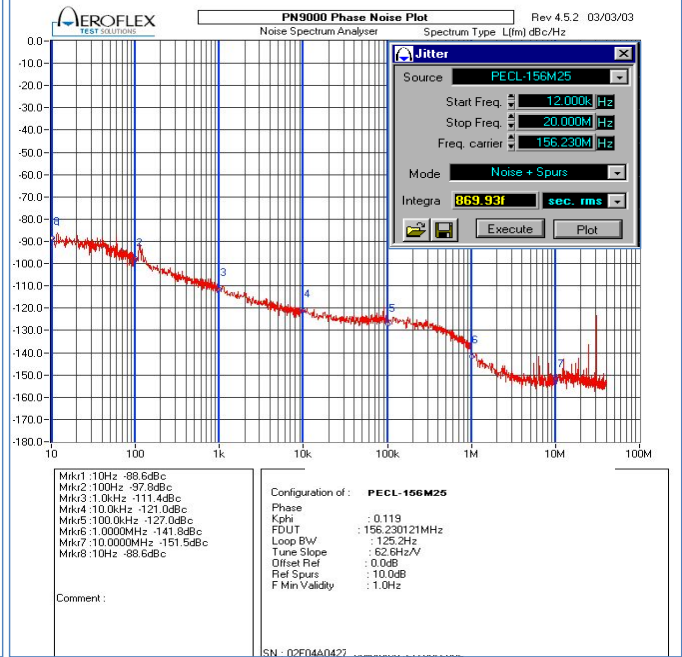 AEROFLEX
TEST SOLUTIONS
PN9000 Phase Noise Plot
Rev 4.5.2 03/03/03
Noise Spectrum Analyser
Spectrum Type L(fm) dBc/Hz
0.0
-10.0
-20.0
-30.0
-40.0
-50.0
-60.0
-70.0
-80.0
-90.0
-100.0
-110.0
-120.0
-130.0
-140.0
-150.0
-160.0
-170.0
-180.0
Jitter
Source PECL-156M25
Start Freq. 12.000k Hz
Stop Freq. 20.000M Hz
Freq. carrier 156.230M Hz
Mode Noise + Spurs
Integra 869.93f sec. rms
Execute Plot
2
3
4
5
6
7
10 100 1k 10k 100k 1M 10M 100M
Mrkr1 :10Hz -88.6dBc
Mrkr2 :100Hz -97.8dBc
Mrkr3 :1.0kHz -111.4dBc
Mrkr4 :10.0kHz -121.0dBc
Mrkr5 :100.0kHz -127.0dBc
Mrkr6 :1.0000MHz -141.8dBc
Mrkr7 :10.0000MHz -151.5dBc
Mrkr8 :10Hz -88.6dBc
Comment :
Configuration of : PECL-156M25
Phase
Kphi : 0.119
FDUT : 156.230121MHz
Loop BW : 125.2Hz
Tune Slope : 62.6Hz/V
Offset Ref : 0.0dB
Ref Spurs : 10.0dB
F Min Validity : 1.0Hz
SN : 02F04A0427